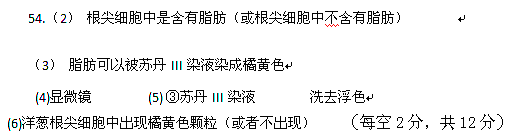 54.（2） 根尖细胞中是含有脂肪（或根尖细胞中不含有脂肪）
（3） 脂肪可以被苏丹 III 染液染成橘黄色
(4)显微镜 (5) ③苏丹 III 染液 洗去浮色
(6)洋葱根尖细胞中出现橘黄色颗粒（或者不出现） （每空 2 分，共 12 分）